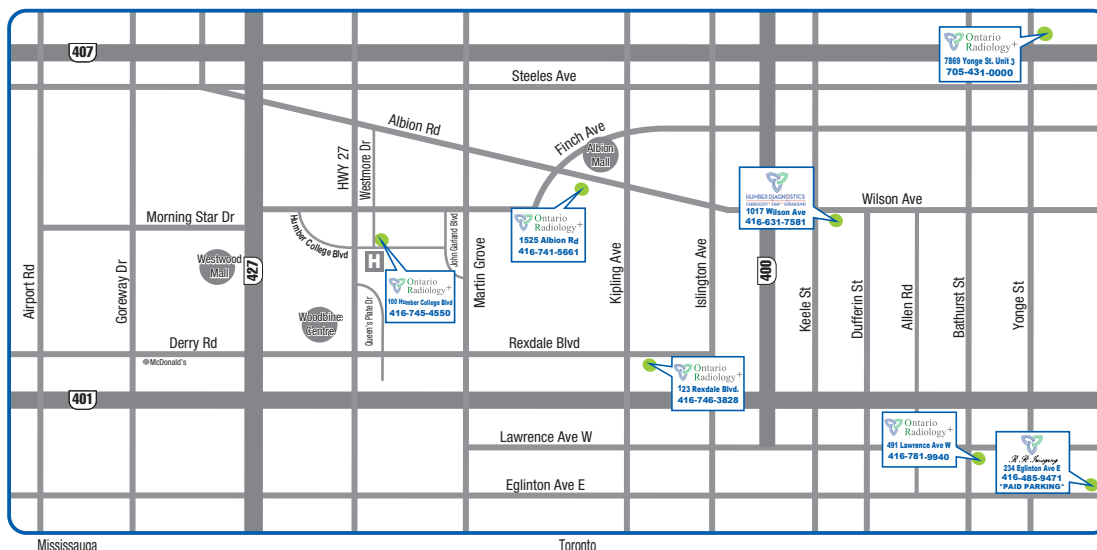 407
Steeles Ave
Ontario
Radiology+
7869 Yonge St. Unit 3
705-431-0000
Albion Rd
Finch Ave
Albion
Mall
HWY 27
Westmore Dr
HUMBER DIAGNOSTICS
CARDIOLOGY * XRAY * ULTRASOUND
1017 Wilson Ave
416-631-7581
Wilson Ave
Morning Star Dr
Humber College Blvd
John Garland Blvd
Ontario
Radiology+
1525 Albion Rd
416-741-5661
Westwood
Mall
427
H
Ontario
Radiology+
100 Humber College Blvd
416-745-4550
Airport Rd
Goreway Dr
Martin Grove
Kipling Ave
Islington Ave
400
Keele St
Dufferin St
Allen Rd
Bathurst St
Yonge St
Woodbine
Centre
Queen's Plate Dr
Derry Rd
Rexdale Blvd
McDonald's
Ontario
Radiology+
123 Rexdale Blvd.
416-746-3828
401
Lawrence Ave W
Ontario
Radiology+
491 Lawrence Ave W
416-781-9940
K.R. Imaging
234 Eglinton Ave E
416-485-9471
*PAID PARKING*
Eglinton Ave E
Mississauga
Toronto